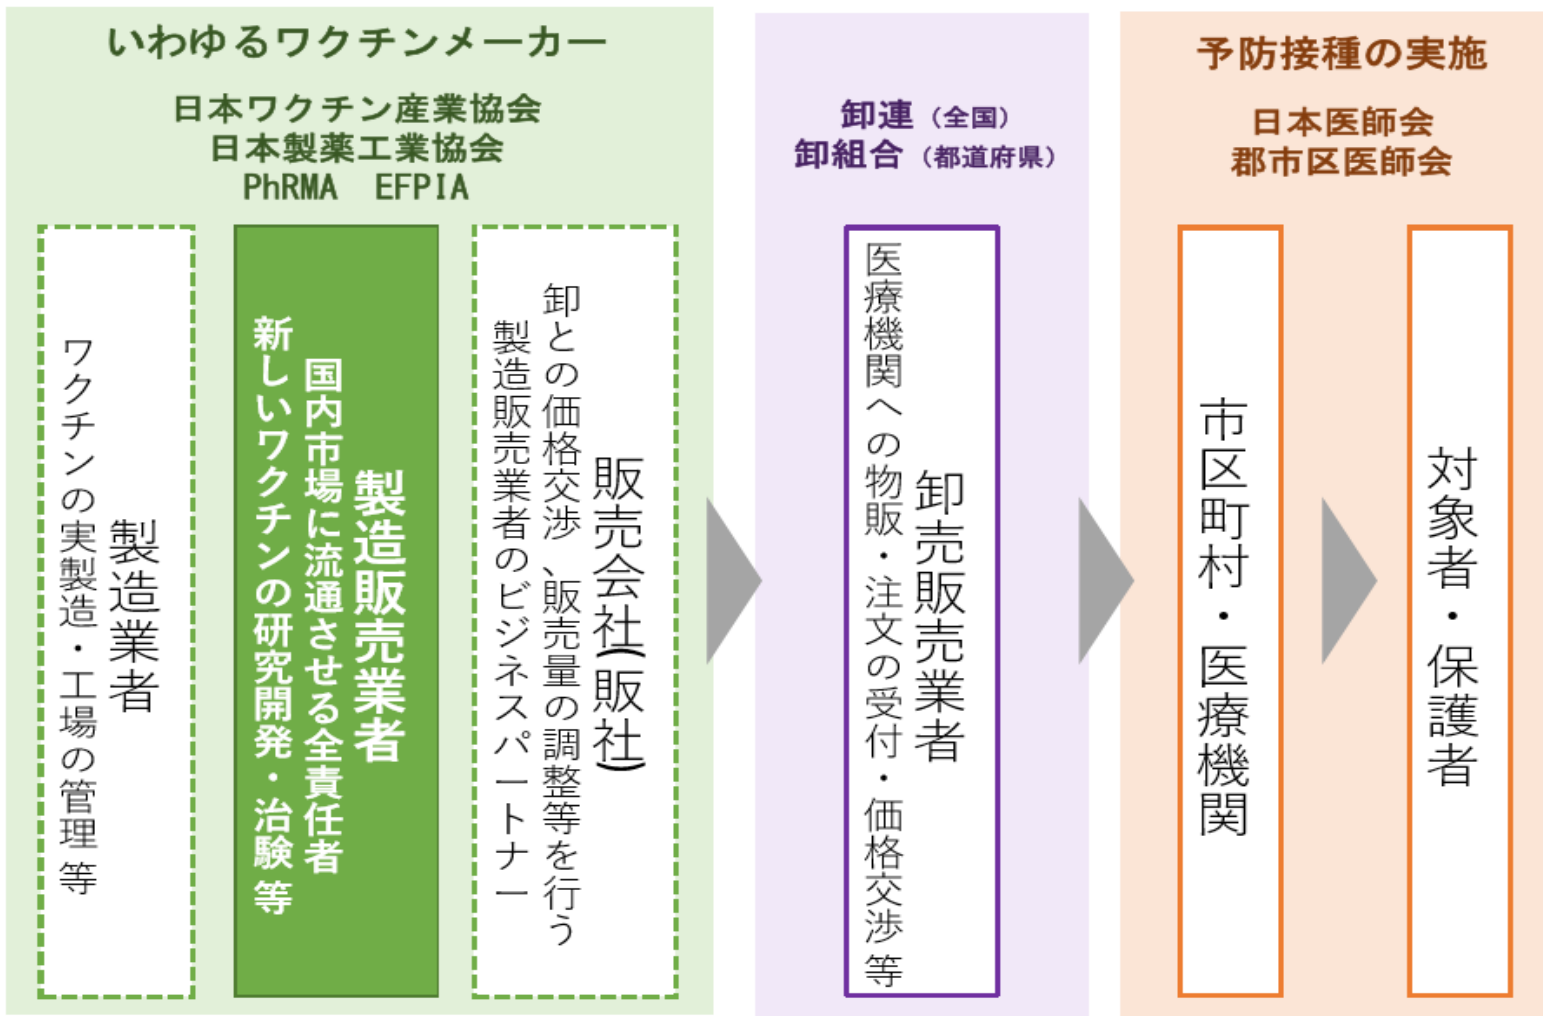 いわゆるワクチンメーカー
日本ワクチン産業協会
日本製薬工業協会
PhRMA EFPIA
製造業者
ワクチンの実製造・工場の管理 等
製造販売業者
国内市場に流通させる全責任者
新しいワクチンの研究開発・治験 等
販売会社(販社)
卸との価格交渉、販売量の調整等を行う
製造販売業者のビジネスパートナー
卸連（全国）
卸組合（都道府県）
卸売販売業者
医療機関への物販・注文の受付・価格交渉 等
予防接種の実施
日本医師会
郡市区医師会
市区町村・医療機関
対象者・保護者